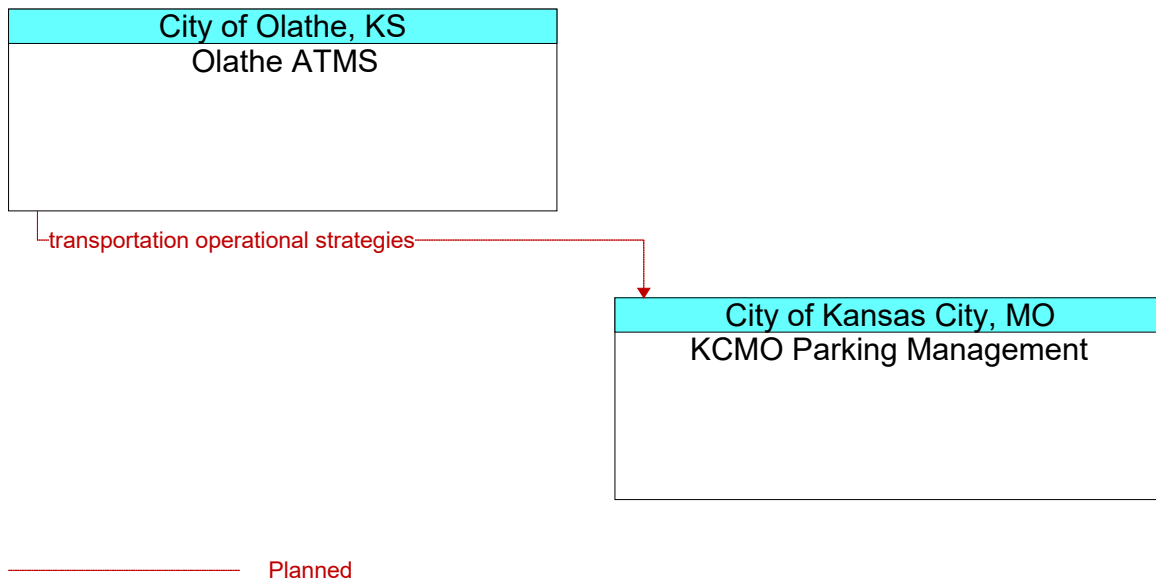 City of Olathe, KS
Olathe ATMS
transportation operational strategies
City of Kansas City, MO
KCMO Parking Management
Planned